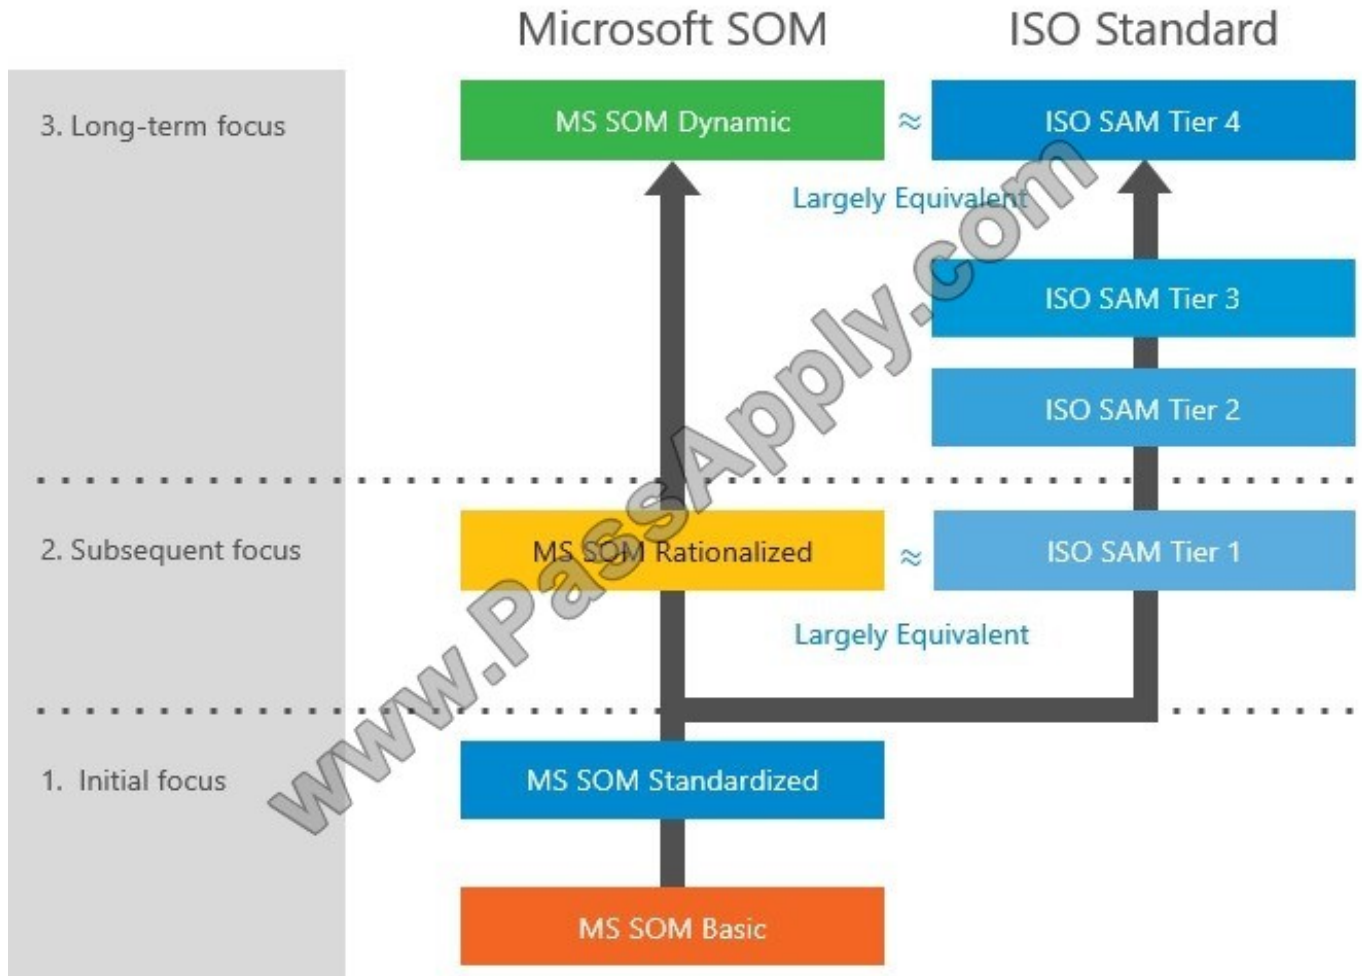 Microsoft SOM
ISO Standard
3. Long-term focus
MS SOM Dynamic
≈
ISO SAM Tier 4
Largely Equivalent
ISO SAM Tier 3
ISO SAM Tier 2
2. Subsequent focus
MS SOM Rationalized
≈
ISO SAM Tier 1
Largely Equivalent
1. Initial focus
MS SOM Standardized
MS SOM Basic
www.PassApply.com